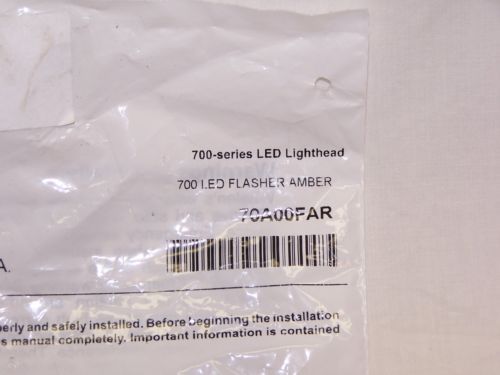 700-series LED Lighthead
700 LED FLASHER AMBER
70A00FAR
A.
erly and safely installed. Before beginning the installation
s manual completely. Important information is contained